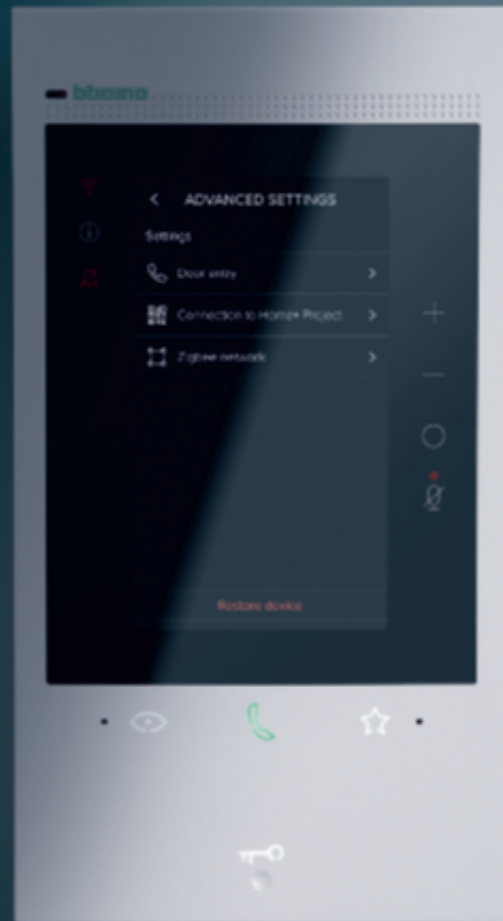 bticino
ADVANCED SETTINGS
Settings
Door entry
Connection to Home+ Project
Zigbee network
Restore device